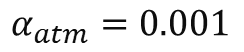 α_atm = 0.001